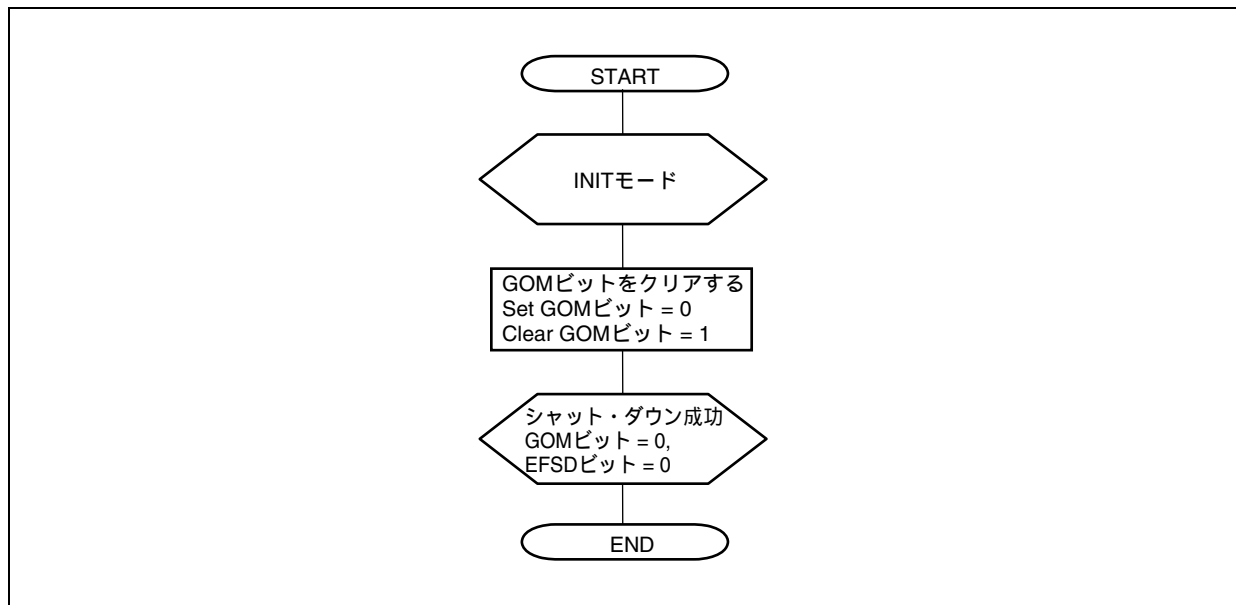 START
INITモード
GOMビットをクリアする
Set GOMビット = 0
Clear GOMビット = 1
シャット・ダウン成功
GOMビット = 0,
EFSDビット = 0
END